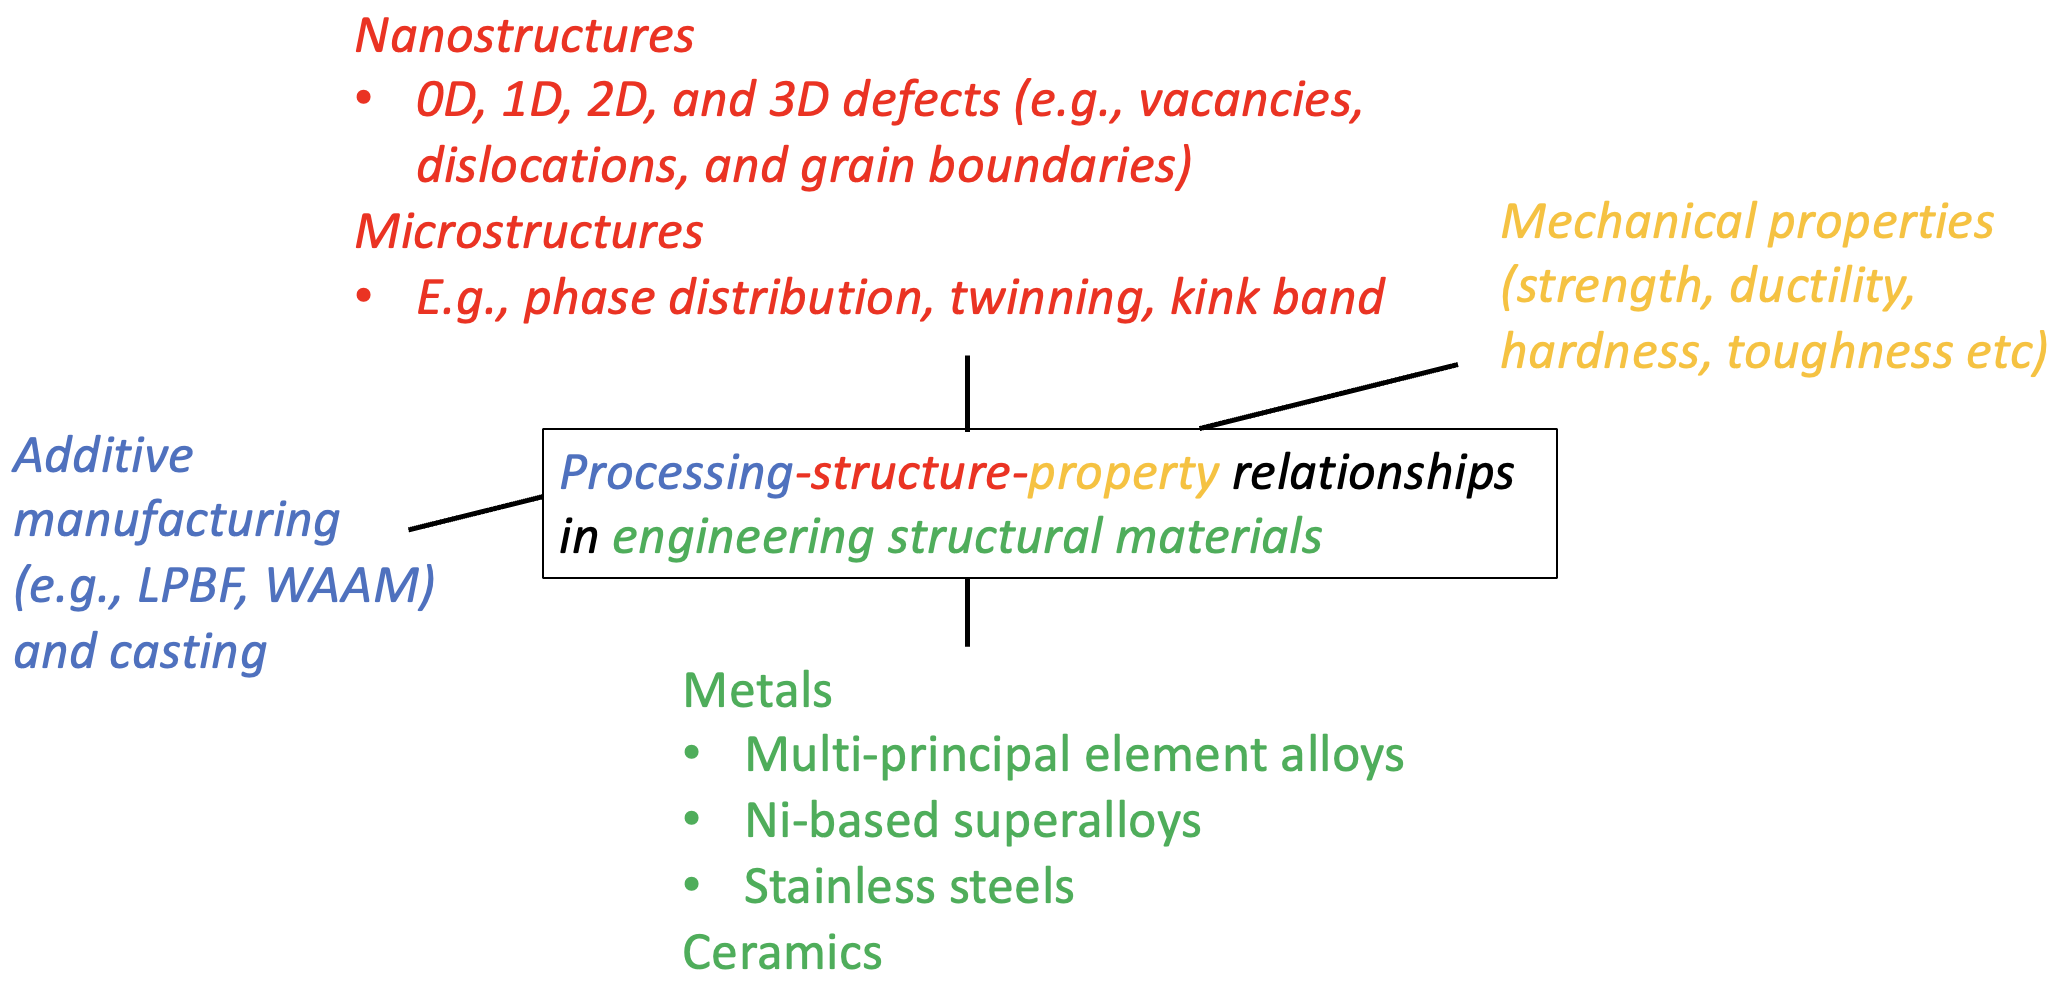 Nanostructures
• 0D, 1D, 2D, and 3D defects (e.g., vacancies,
dislocations, and grain boundaries)
Microstructures
• E.g., phase distribution, twinning, kink band
Mechanical properties
(strength, ductility,
hardness, toughness etc)
Additive
manufacturing
(e.g., LPBF, WAAM)
and casting
Processing-structure-property relationships
in engineering structural materials
Metals
• Multi-principal element alloys
• Ni-based superalloys
• Stainless steels
Ceramics